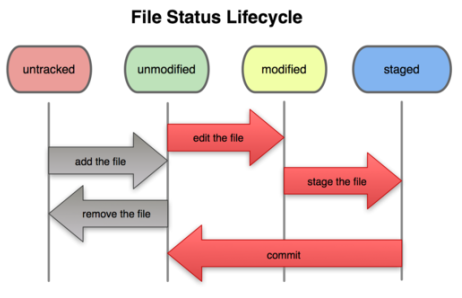 File Status Lifecycle
untracked
unmodified
modified
staged
edit the file
add the file
stage the file
remove the file
commit